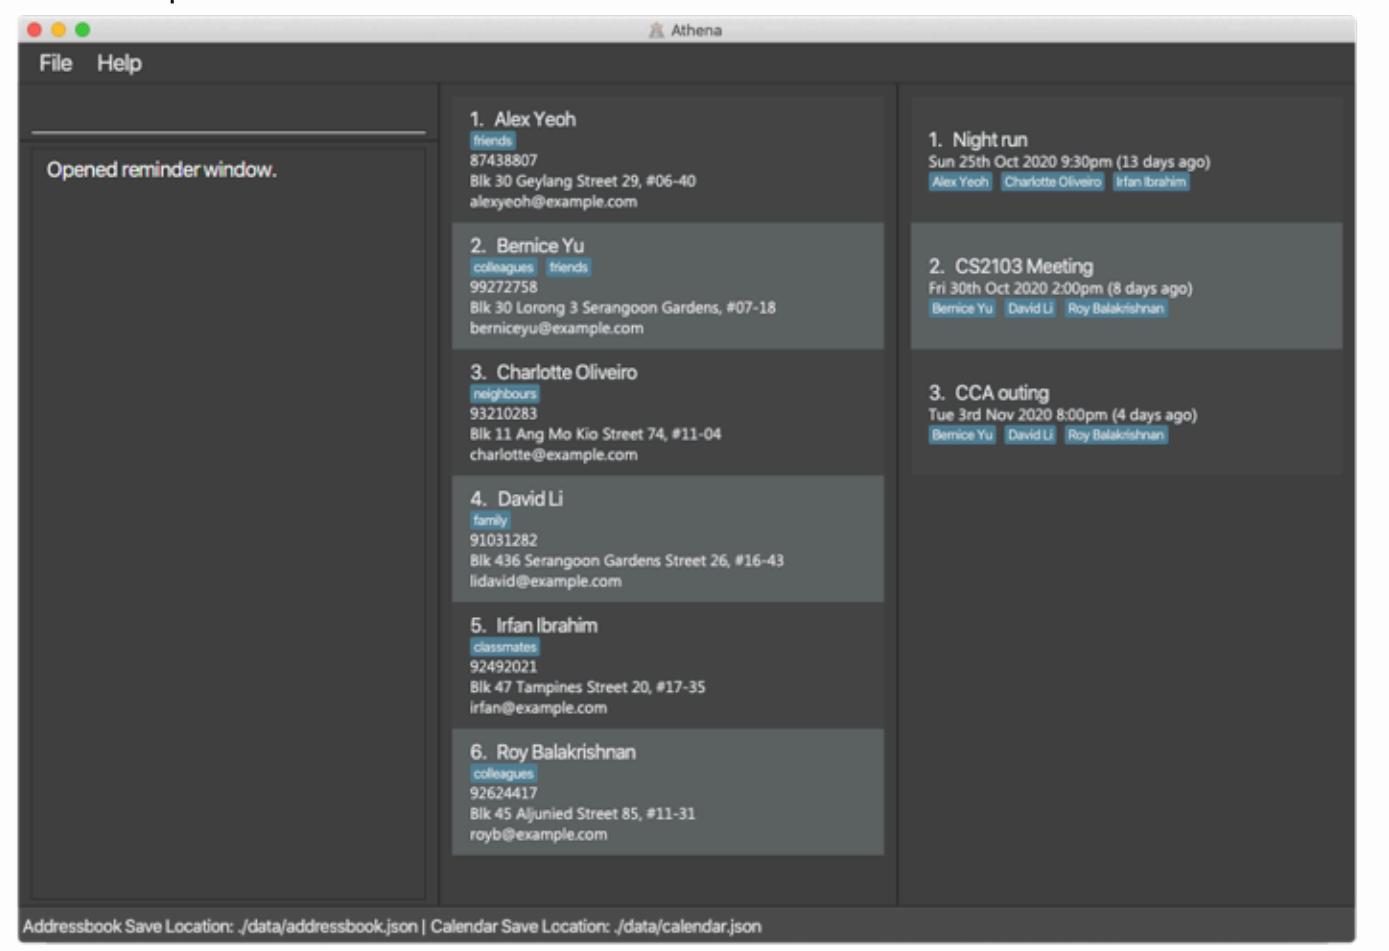 Athena
File Help
Opened reminder window.
1. Alex Yeoh
friends
87438807
Blk 30 Geylang Street 29, #06-40
alexyeoh@example.com
2. Bernice Yu
colleagues friends
99272758
Blk 30 Lorong 3 Serangoon Gardens, #07-18
berniceyu@example.com
3. Charlotte Oliveiro
neighbours
93210283
Blk 11 Ang Mo Kio Street 74, #11-04
charlotte@example.com
4. David Li
family
91031282
Blk 436 Serangoon Gardens Street 26, #16-43
lidavid@example.com
5. Irfan Ibrahim
classmates
92492021
Blk 47 Tampines Street 20, #17-35
irfan@example.com
6. Roy Balakrishnan
colleagues
92624417
Blk 45 Aljunied Street 85, #11-31
royb@example.com
1. Night run
Sun 25th Oct 2020 9:30pm (13 days ago)
Alex Yeoh Charlotte Oliveiro Irfan Ibrahim
2. CS2103 Meeting
Fri 30th Oct 2020 2:00pm (8 days ago)
Bernice Yu David Li Roy Balakrishnan
3. CCA outing
Tue 3rd Nov 2020 8:00pm (4 days ago)
Bernice Yu David Li Roy Balakrishnan
Addressbook Save Location: ./data/addressbook.json | Calendar Save Location: ./data/calendar.json